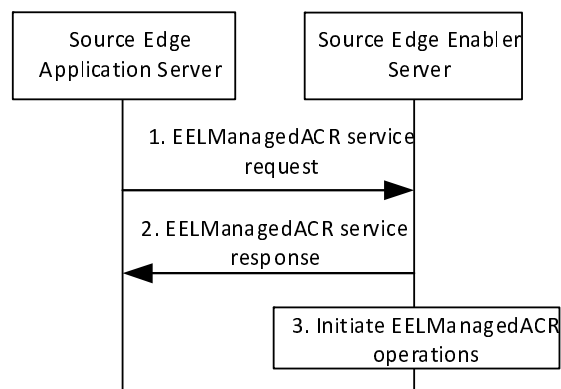 Source Edge
Application Server
Source Edge Enabler
Server
1. EELManagedACR service
request
2. EELManagedACR service
response
3. Initiate EELManagedACR
operations